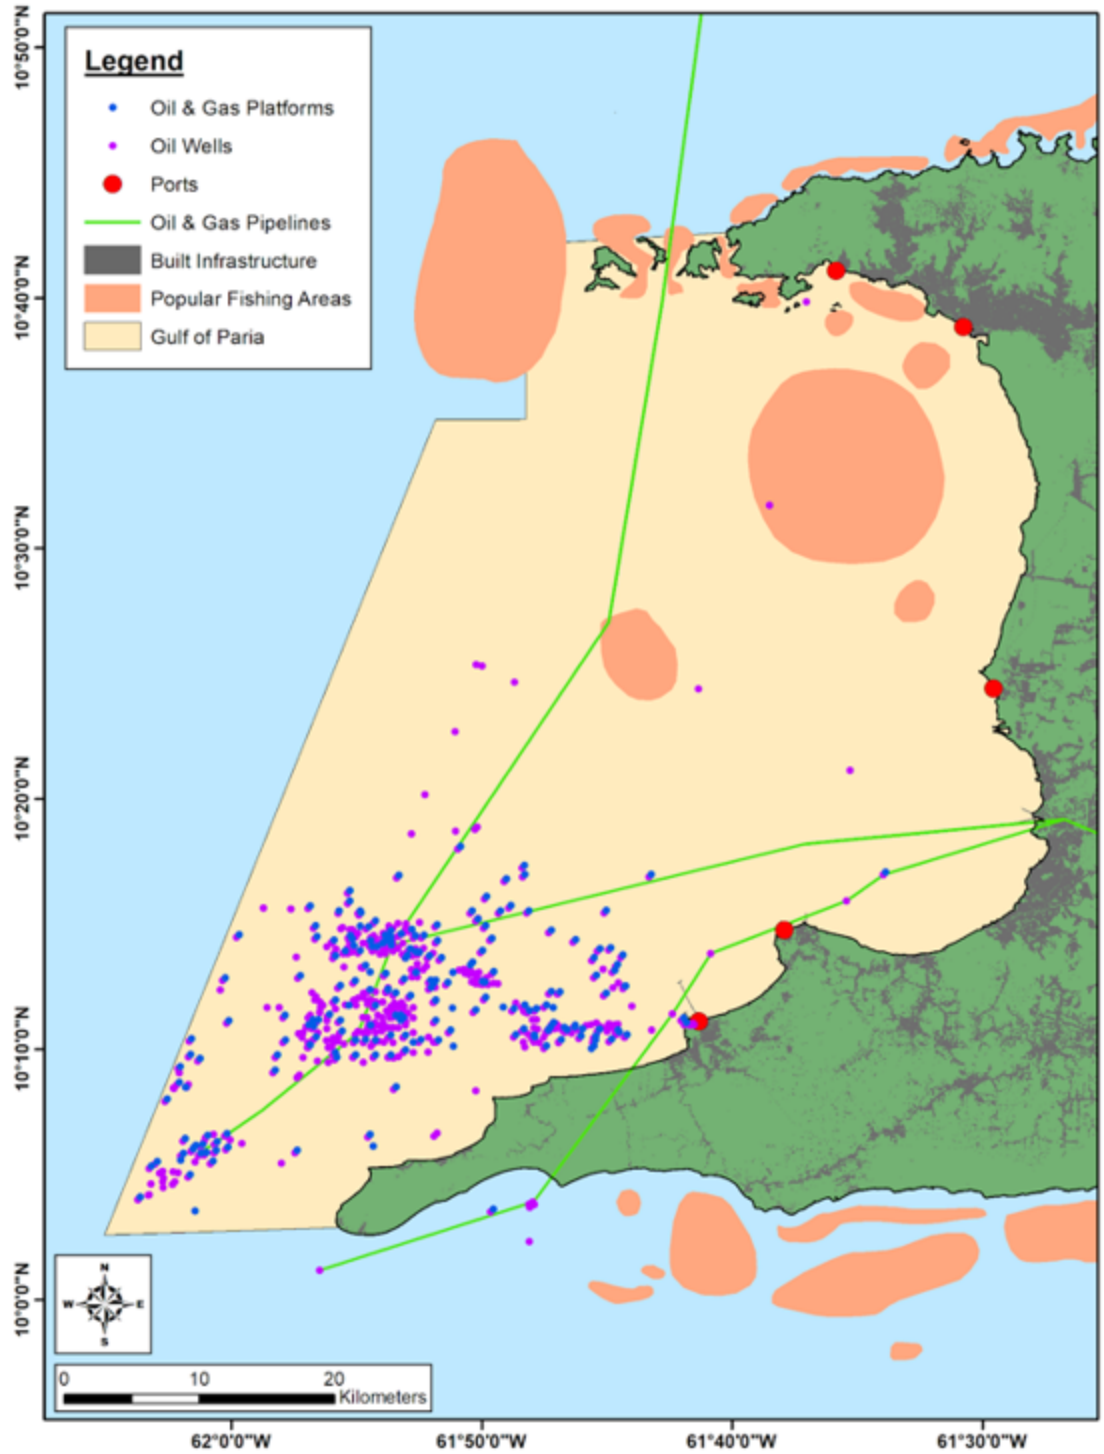 Legend
Oil & Gas Platforms
Oil Wells
Ports
Oil & Gas Pipelines
Built Infrastructure
Popular Fishing Areas
Gulf of Paria
10°50'0"N
10°40'0"N
10°30'0"N
10°20'0"N
10°10'0"N
10°0'0"N
N
W E
S
0 10 20
Kilometers
62°0'0"W 61°50'0"W 61°40'0"W 61°30'0"W